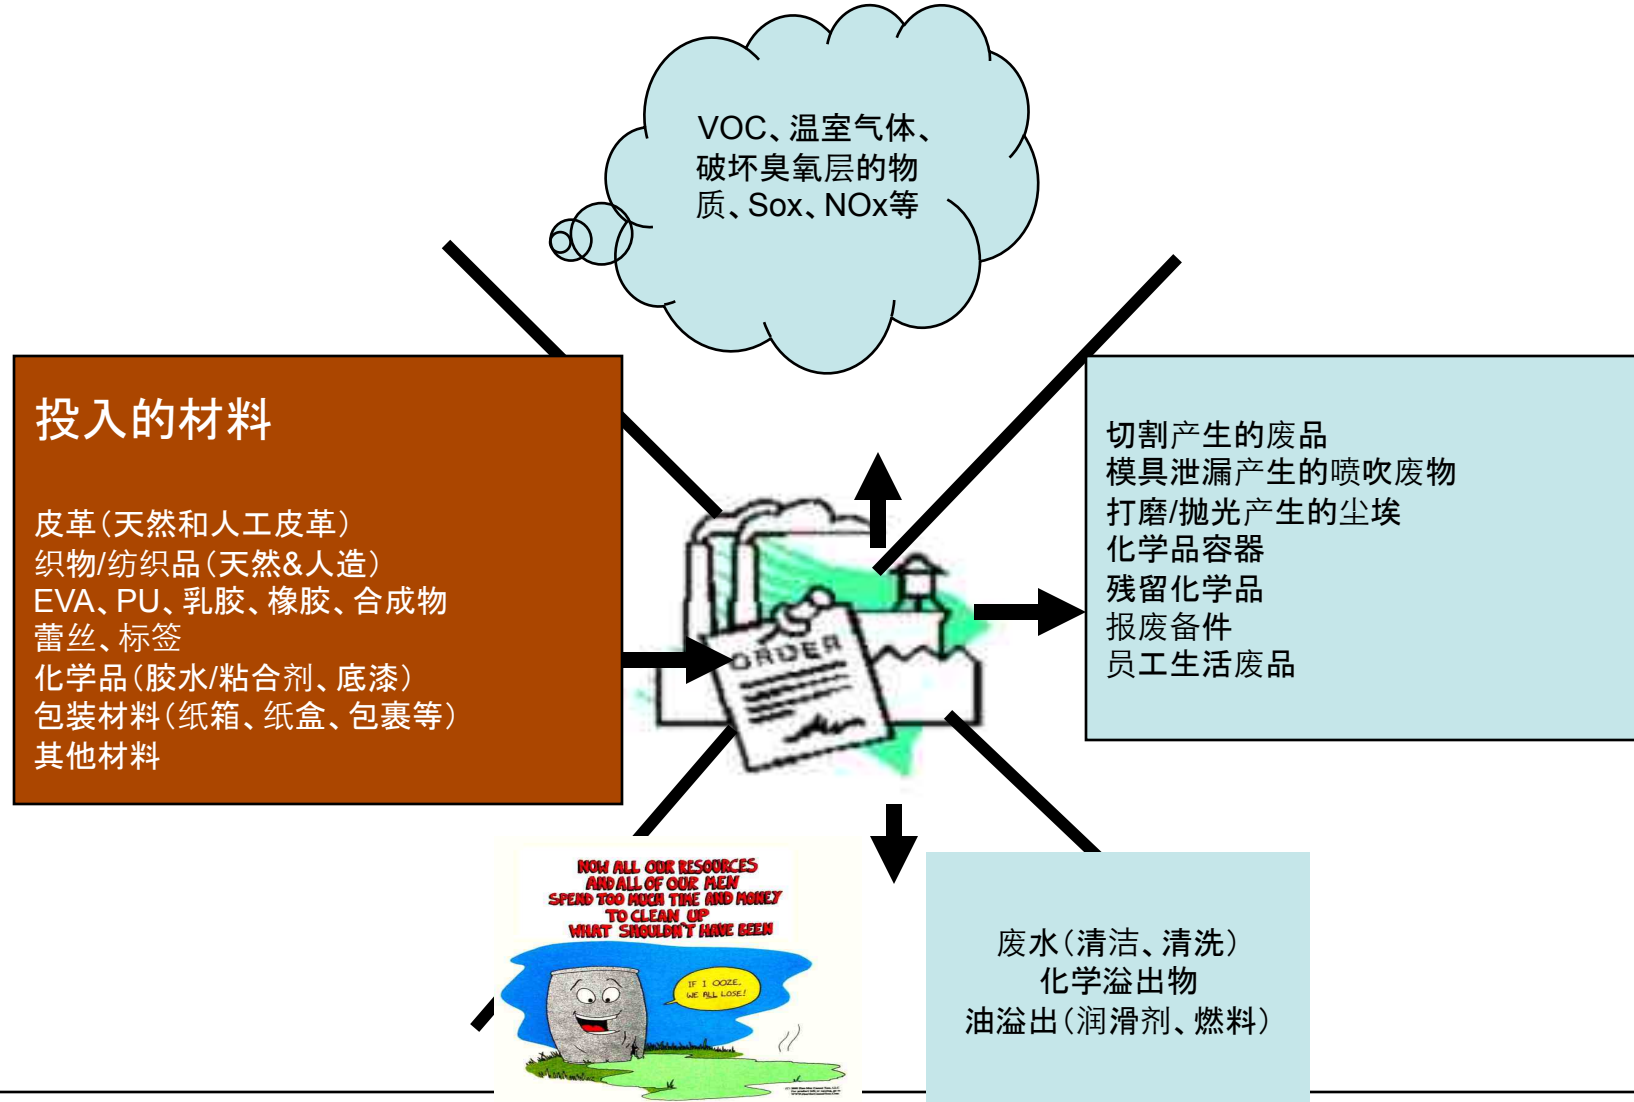 VOC、温室气体、
破坏臭氧层的物
质、Sox、NOx等
投入的材料
皮革(天然和人工皮革)
织物/纺织品(天然&人造)
EVA、PU、乳胶、橡胶、合成物
蕾丝、标签
化学品(胶水/粘合剂、底漆)
包装材料(纸箱、纸盒、包裹等)
其他材料
ORDER
切割产生的废品
模具泄漏产生的喷吹废物
打磨/抛光产生的尘埃
化学品容器
残留化学品
报废备件
员工生活废品
NOW ALL OUR RESOURCES
AND ALL OF OUR MEN
SPEND TOO MUCH TIME AND MONEY
TO CLEAN UP
WHAT SHOULDN'T HAVE BEEN
IF I OOZE,
WE ALL LOSE!
废水(清洁、清洗)
化学溢出物
油溢出(润滑剂、燃料)